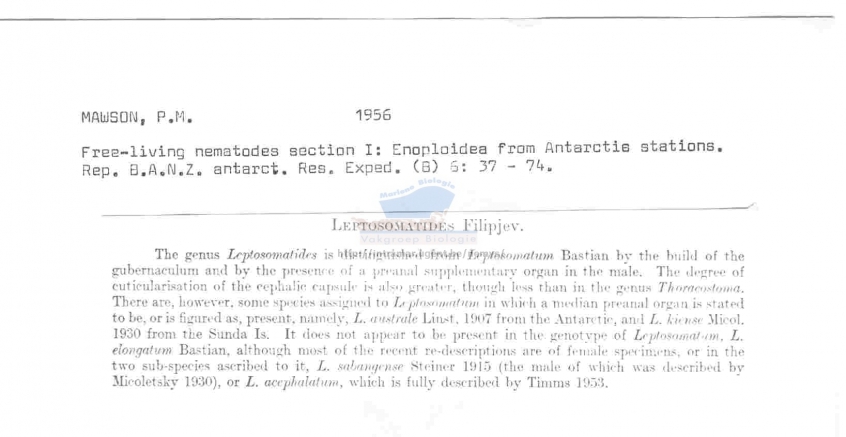 MAWSON, P.M. 1956
Free-living nematodes section I: Enoploidea from Antarctis stations.
Rep. B.A.N.Z. antarct. Res. Exped. (B) 6: 37 - 74.
Mariene Biologie
LEPTOSOMATIDES Filipjev.
Vakgroep Biologie
The genus Leptosomatides is distinguished from Leptosomatum Bastian by the build of the
gubernaculum and by the presence of a preanal supplementary organ in the male. The degree of
cuticularisation of the cephalic capsule is also greater, though less than in the genus Thoracostoma.
There are, however, some species assigned to Leptosomatum in which a median preanal organ is stated
to be, or is figured as, present, namely, L. australe Linst, 1907 from the Antarctic, and L. kiense Micol.
1930 from the Sunda Is. It does not appear to be present in the genotype of Leptosomatum, L.
elongatum Bastian, although most of the recent re-descriptions are of female specimens, or in the
two sub-species ascribed to it, L. sabangense Steiner 1915 (the male of which was described by
Micoletsky 1930), or L. acephalatum, which is fully described by Timms 1953.